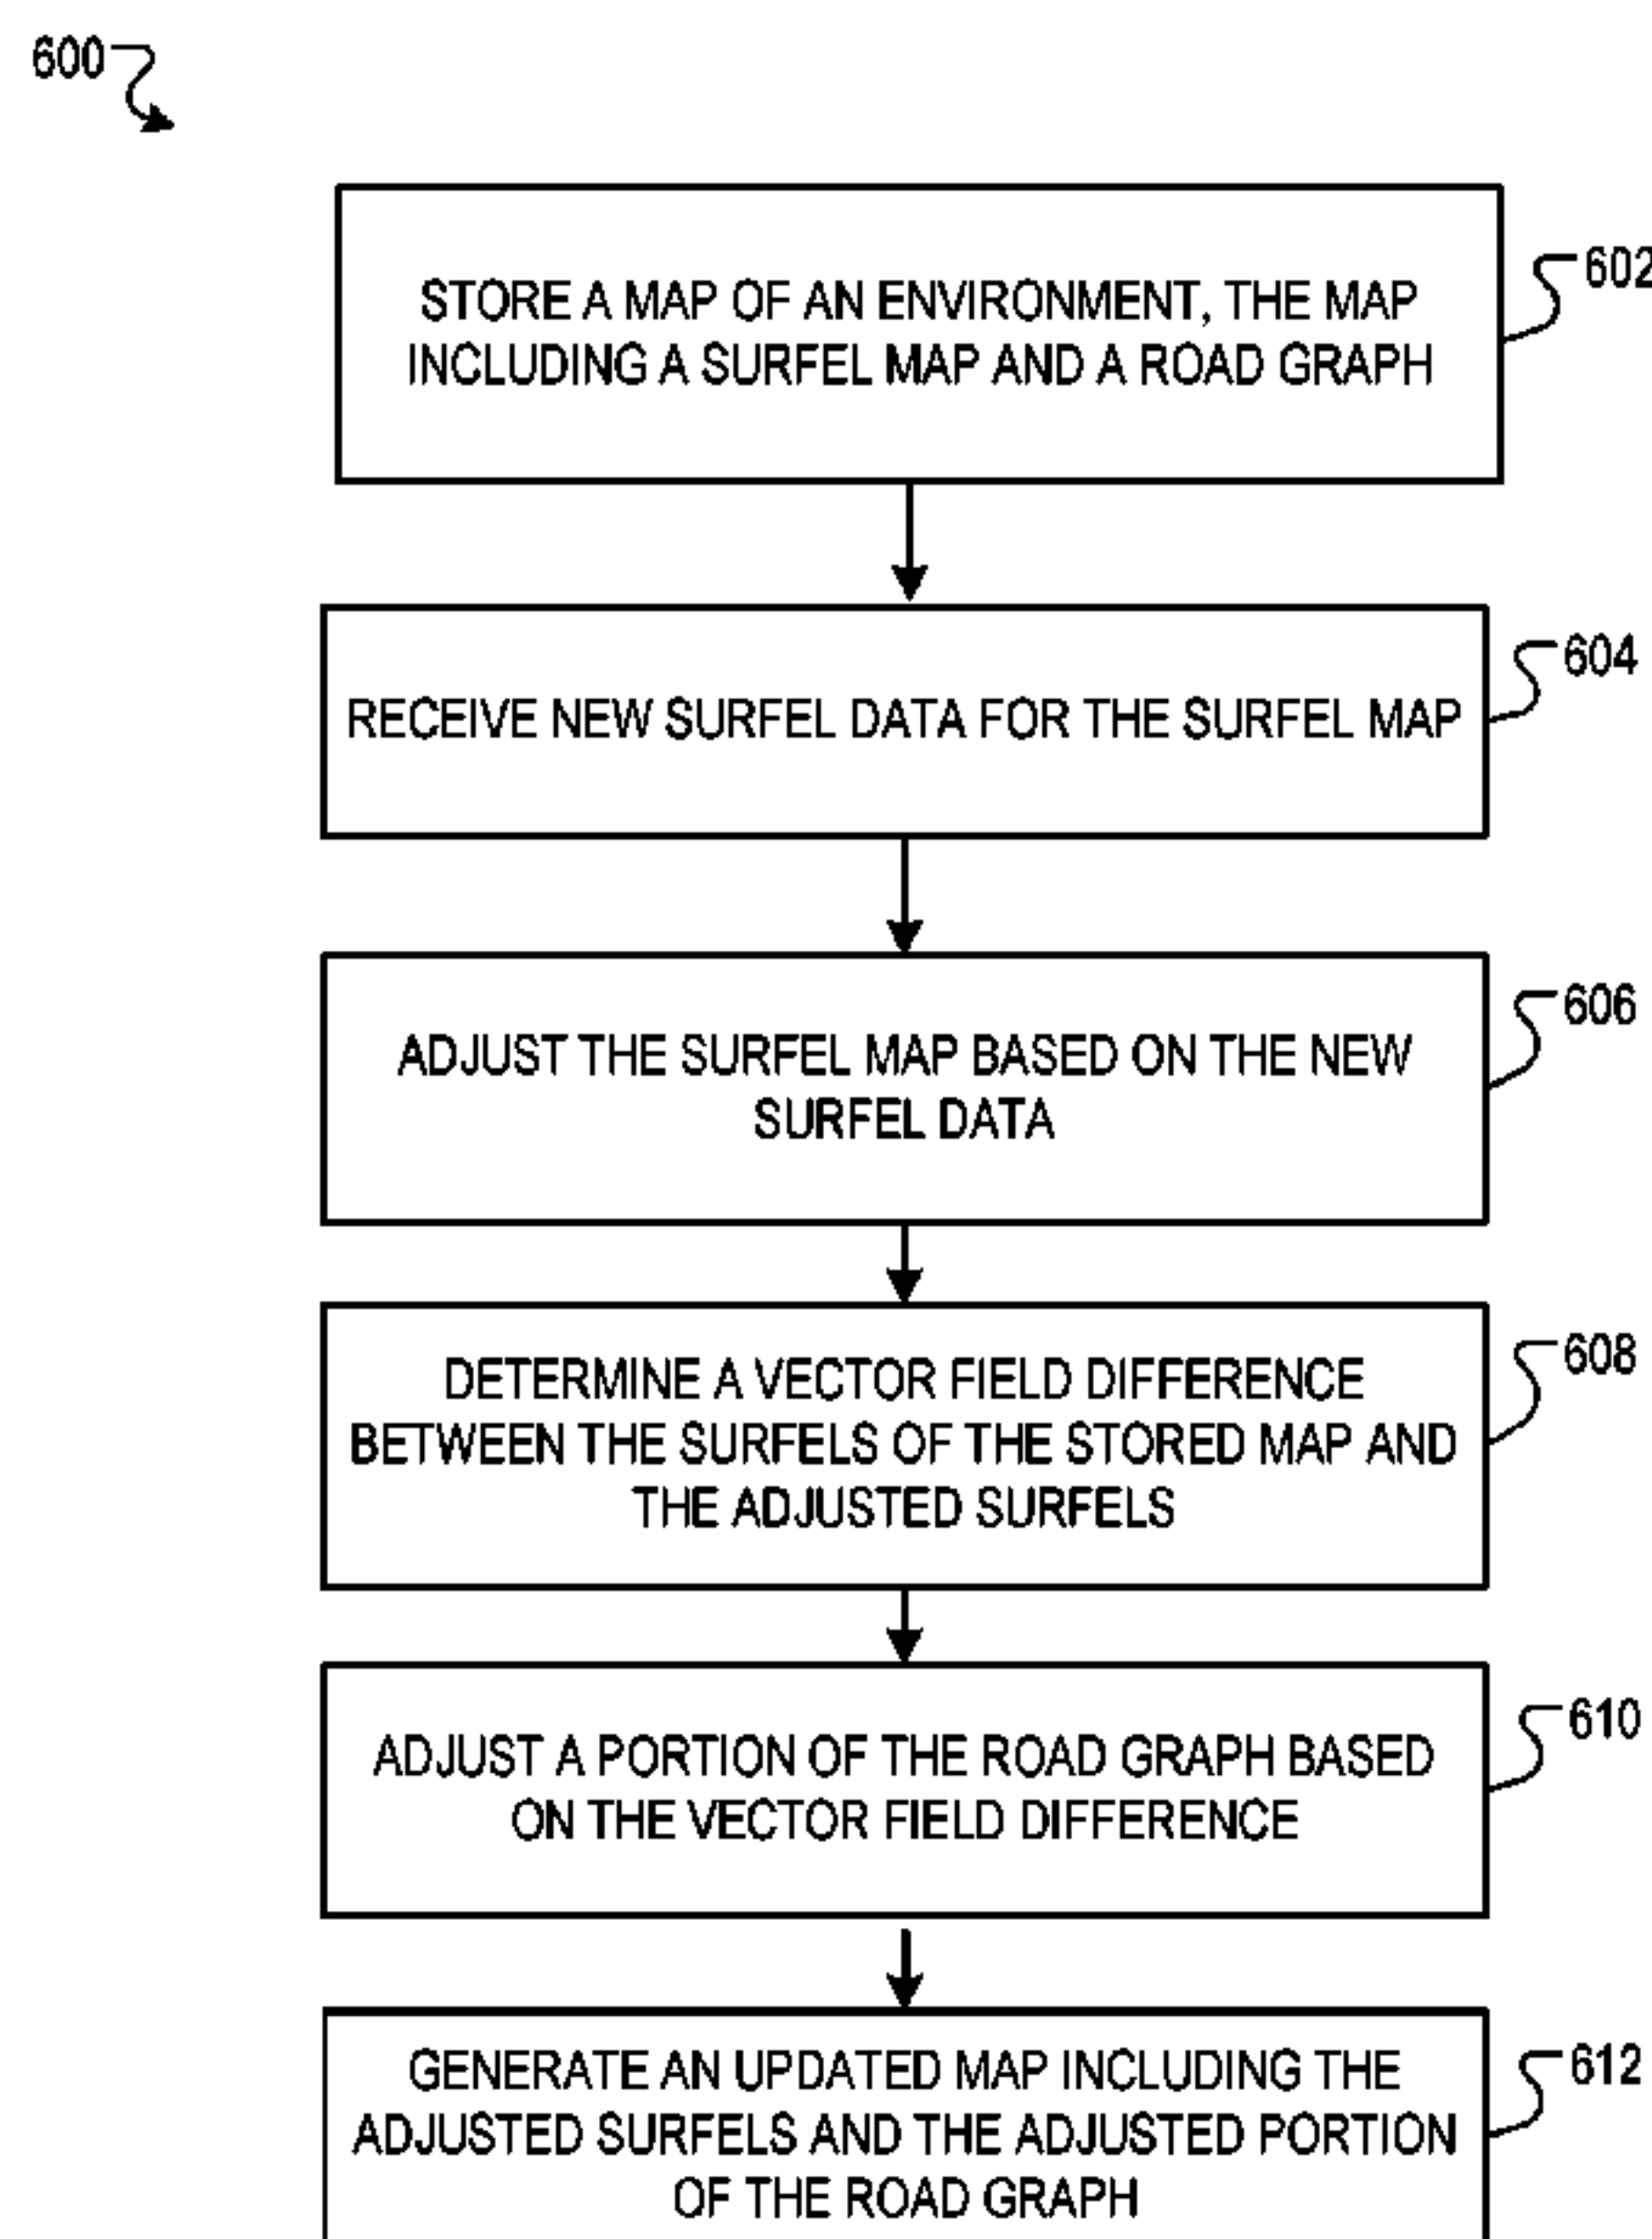 600
STORE A MAP OF AN ENVIRONMENT, THE MAP
INCLUDING A SURFEL MAP AND A ROAD GRAPH
602
RECEIVE NEW SURFEL DATA FOR THE SURFEL MAP
604
ADJUST THE SURFEL MAP BASED ON THE NEW
SURFEL DATA
606
DETERMINE A VECTOR FIELD DIFFERENCE
BETWEEN THE SURFELS OF THE STORED MAP AND
THE ADJUSTED SURFELS
608
ADJUST A PORTION OF THE ROAD GRAPH BASED
ON THE VECTOR FIELD DIFFERENCE
610
GENERATE AN UPDATED MAP INCLUDING THE
ADJUSTED SURFELS AND THE ADJUSTED PORTION
OF THE ROAD GRAPH
612